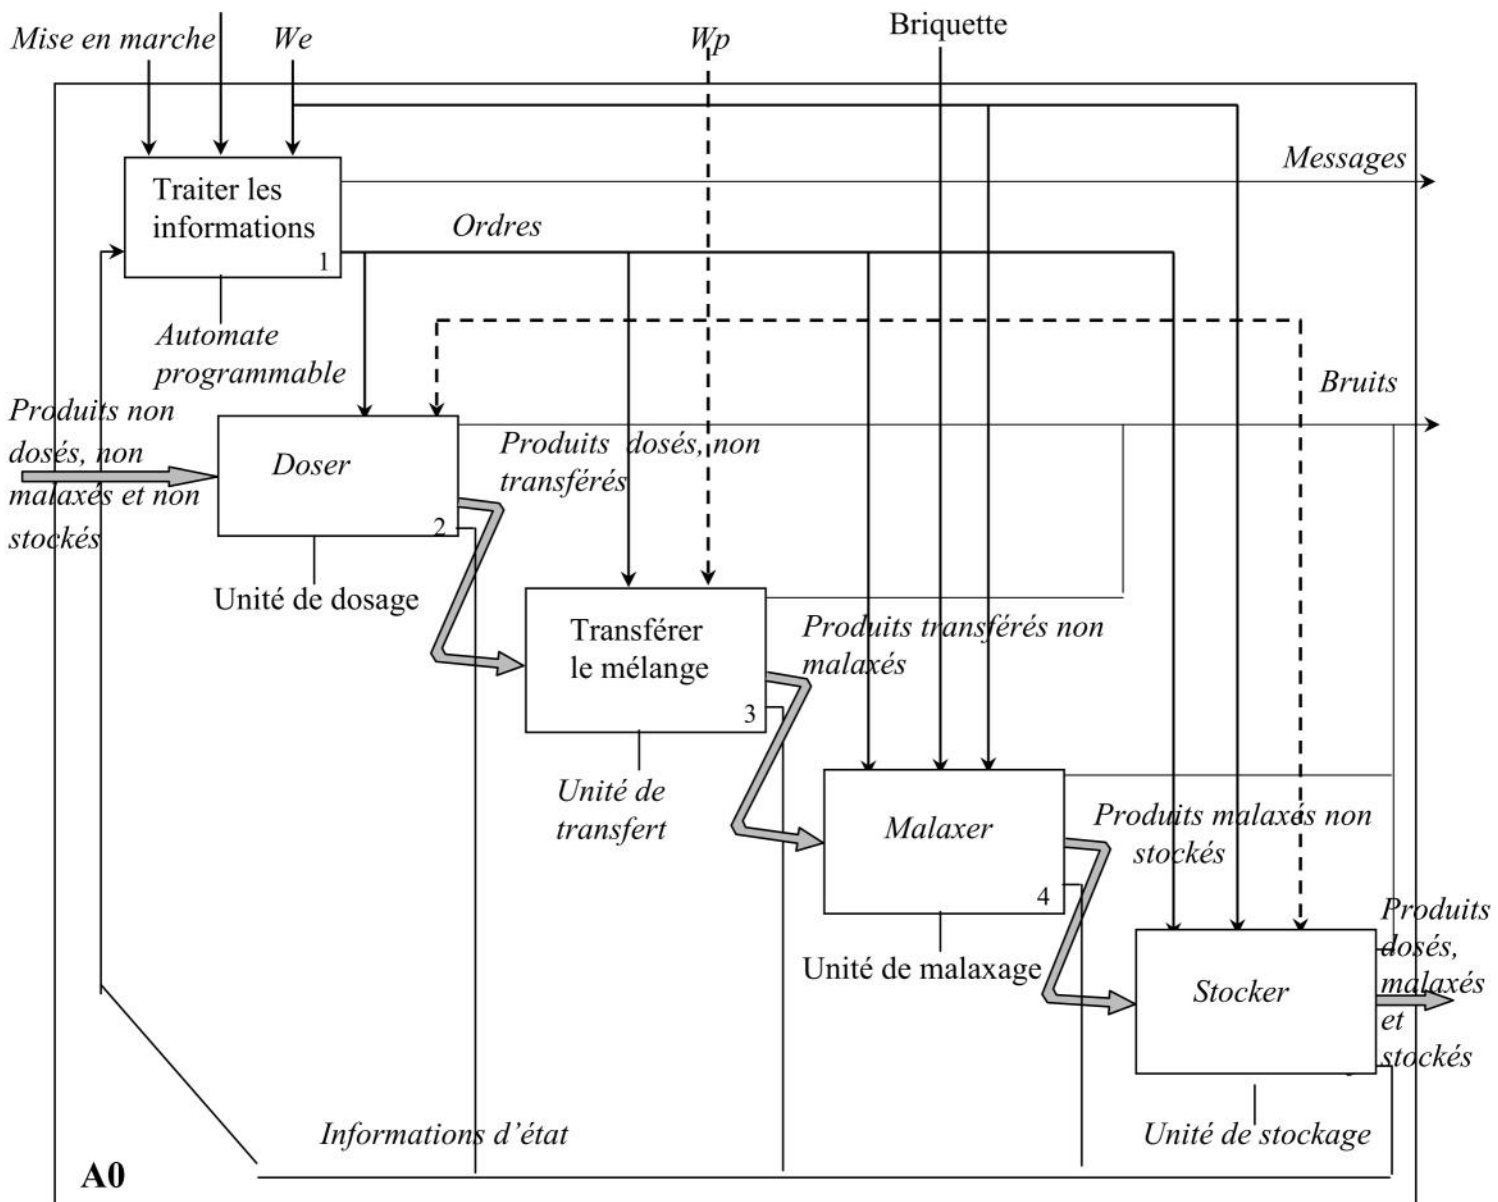 Mise en marche
We
Wp
Briquette
Messages
Traiter les
informations
1
Ordres
Automate
programmable
Bruits
Produits non
dosés, non
malaxés et non
stockés
Doser
2
Produits dosés, non
transférés
Unité de dosage
Transférer
le mélange
3
Produits transférés non
malaxés
Unité de
transfert
Malaxer
4
Produits malaxés non
stockés
Unité de malaxage
Stocker
Produits
dosés,
malaxés
et
stockés
Unité de stockage
Informations d'état
A0